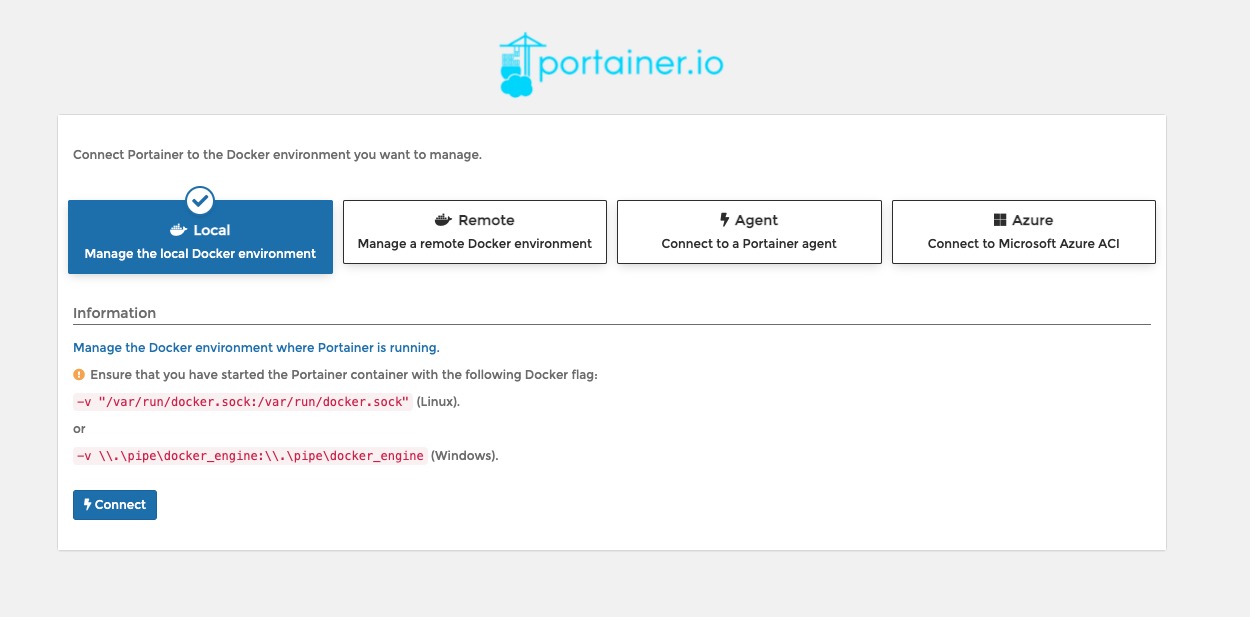 portainer.io
Connect Portainer to the Docker environment you want to manage.
Local
Manage the local Docker environment
Remote
Manage a remote Docker environment
Agent
Connect to a Portainer agent
Azure
Connect to Microsoft Azure ACI
Information
Manage the Docker environment where Portainer is running.
Ensure that you have started the Portainer container with the following Docker flag:
-v "/var/run/docker.sock:/var/run/docker.sock" (Linux).
or
-v \\.\pipe\docker_engine:\\.\pipe\docker_engine (Windows).
Connect